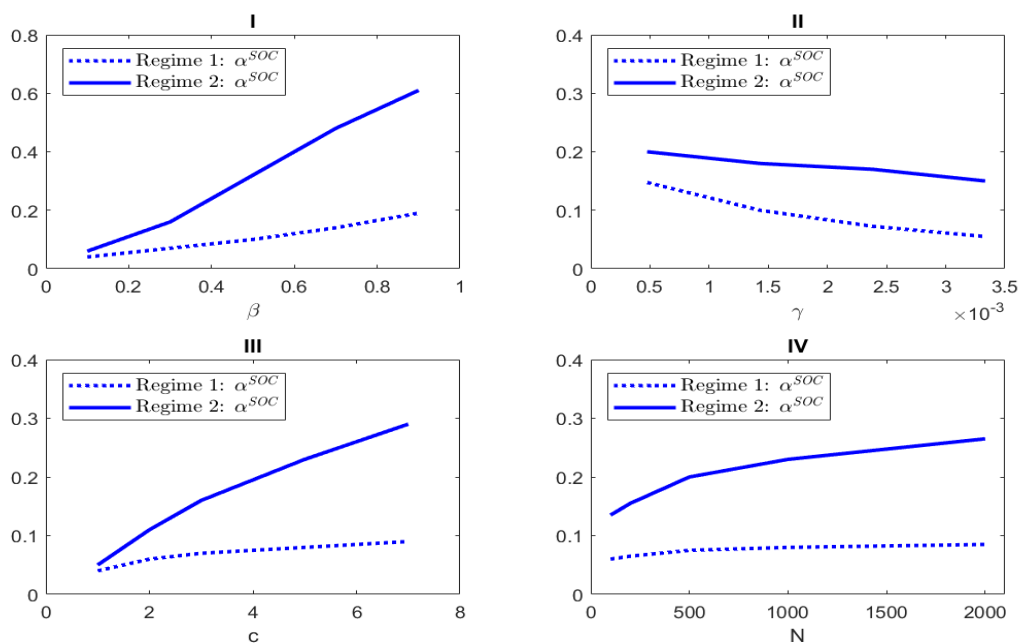 I
0.8
0.6
0.4
0.2
0
Regime 1: α^SOC
Regime 2: α^SOC
0 0.2 0.4 0.6 0.8 1
β
II
0.4
0.3
0.2
0.1
0
Regime 1: α^SOC
Regime 2: α^SOC
0 0.5 1 1.5 2 2.5 3 3.5
γ ×10^-3
III
0.4
0.3
0.2
0.1
0
Regime 1: α^SOC
Regime 2: α^SOC
0 2 4 6 8
c
IV
0.4
0.3
0.2
0.1
0
Regime 1: α^SOC
Regime 2: α^SOC
500 1000 1500 2000
N